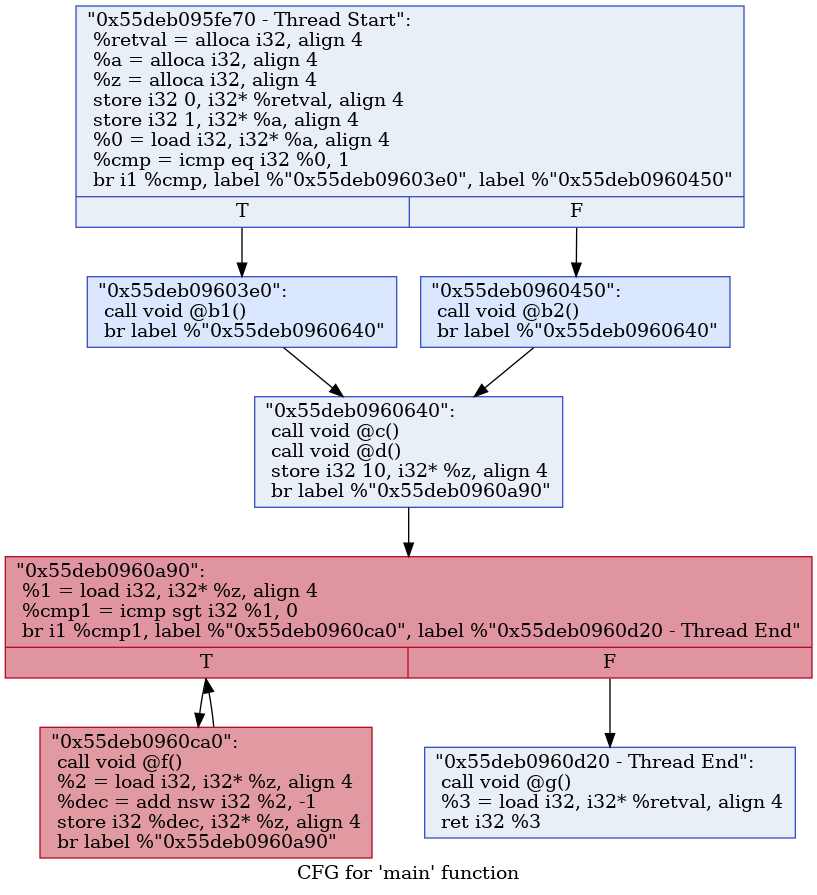 "0x55deb095fe70 - Thread Start":
%retval = alloca i32, align 4
%a = alloca i32, align 4
%z = alloca i32, align 4
store i32 0, i32* %retval, align 4
store i32 1, i32* %a, align 4
%0 = load i32, i32* %a, align 4
%cmp = icmp eq i32 %0, 1
br i1 %cmp, label %"0x55deb09603e0", label %"0x55deb0960450"
T
F
"0x55deb09603e0":
call void @b1()
br label %"0x55deb0960640"
"0x55deb0960450":
call void @b2()
br label %"0x55deb0960640"
"0x55deb0960640":
call void @c()
call void @d()
store i32 10, i32* %z, align 4
br label %"0x55deb0960a90"
"0x55deb0960a90":
%1 = load i32, i32* %z, align 4
%cmp1 = icmp sgt i32 %1, 0
br i1 %cmp1, label %"0x55deb0960ca0", label %"0x55deb0960d20 - Thread End"
T
F
"0x55deb0960ca0":
call void @f()
%2 = load i32, i32* %z, align 4
%dec = add nsw i32 %2, -1
store i32 %dec, i32* %z, align 4
br label %"0x55deb0960a90"
"0x55deb0960d20 - Thread End":
call void @g()
%3 = load i32, i32* %retval, align 4
ret i32 %3
CFG for 'main' function